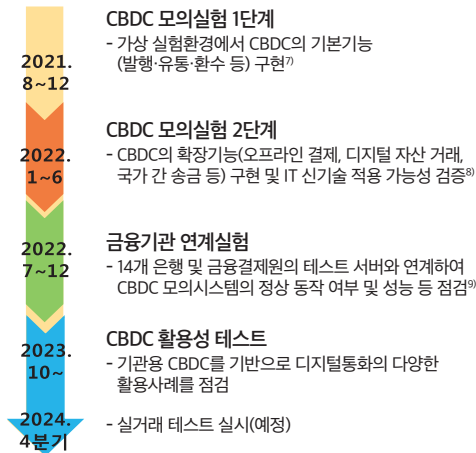 CBDC 모의실험 1단계
- 가상 실험환경에서 CBDC의 기본기능
(발행·유통·환수 등) 구현7)
2021.
8~12
CBDC 모의실험 2단계
- CBDC의 확장기능(오프라인 결제, 디지털 자산 거래,
국가 간 송금 등) 구현 및 IT 신기술 적용 가능성 검증8)
2022.
1~6
금융기관 연계실험
- 14개 은행 및 금융결제원의 테스트 서버와 연계하여
CBDC 모의시스템의 정상 동작 여부 및 성능 등 점검9)
2022.
7~12
CBDC 활용성 테스트
- 기관용 CBDC를 기반으로 디지털통화의 다양한
활용사례를 점검
2023.
10~
- 실거래 테스트 실시(예정)
2024.
4분기